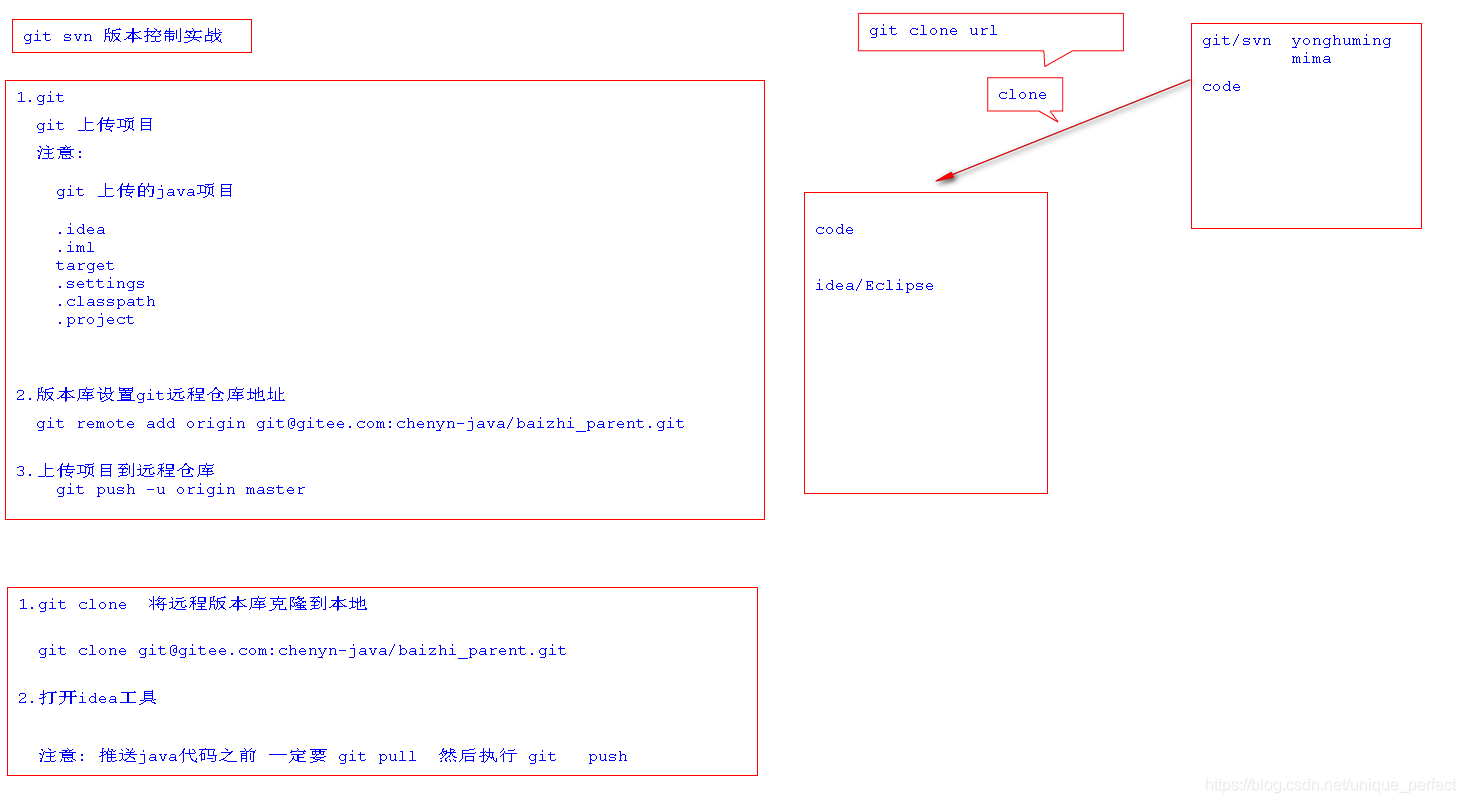 git svn 版本控制实战
1.git
git 上传项目
注意:
git 上传的java项目
.idea
.iml
target
.settings
.classpath
.project
2.版本库设置git远程仓库地址
git remote add origin git@gitee.com:chenyn-java/baizhi_parent.git
3.上传项目到远程仓库
git push -u origin master
git clone url
clone
git/svn yonghuming
mima
code
code
idea/Eclipse
1.git clone 将远程版本库克隆到本地
git clone git@gitee.com:chenyn-java/baizhi_parent.git
2.打开idea工具
注意: 推送java代码之前 一定要 git pull 然后执行 git push
https://blog.csdn.net/unique_perfect